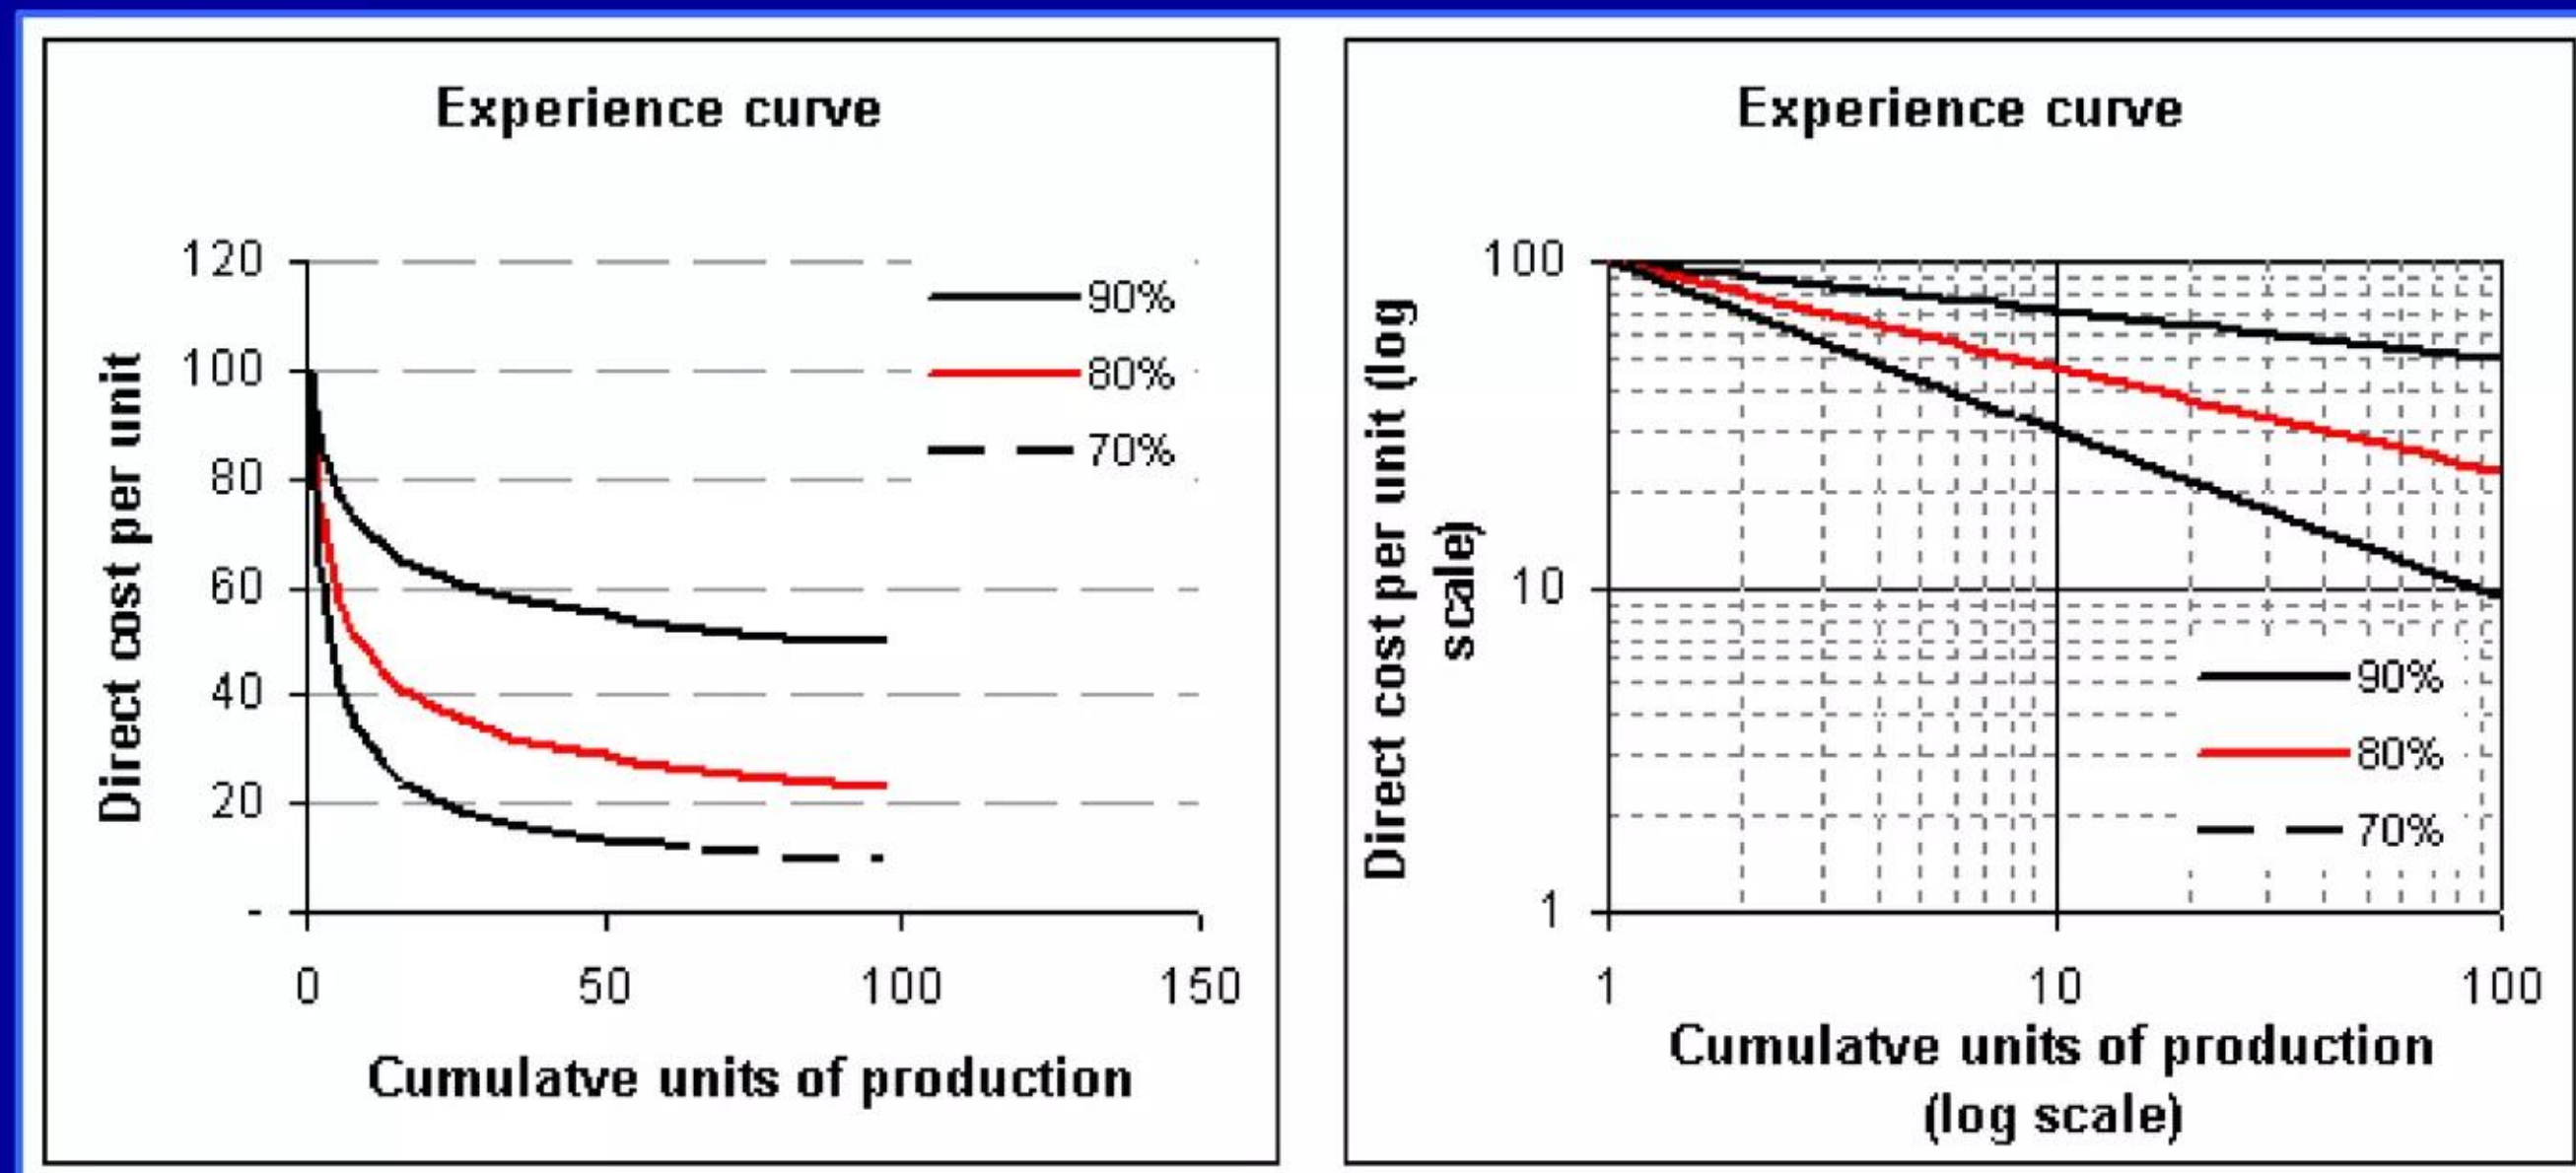 Experience curve
120
100
80
60
40
20
-
0 50 100 150
Direct cost per unit
Cumulatve units of production
90%
80%
70%
Experience curve
100
10
1
1 10 100
Direct cost per unit (log
scale)
Cumulatve units of production
(log scale)
90%
80%
70%